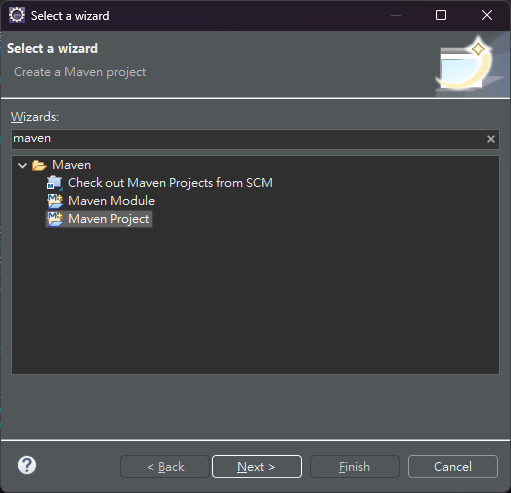 Select a wizard
Select a wizard
Create a Maven project
Wizards:
maven
Maven
Check out Maven Projects from SCM
Maven Module
Maven Project
< Back
Next >
Finish
Cancel